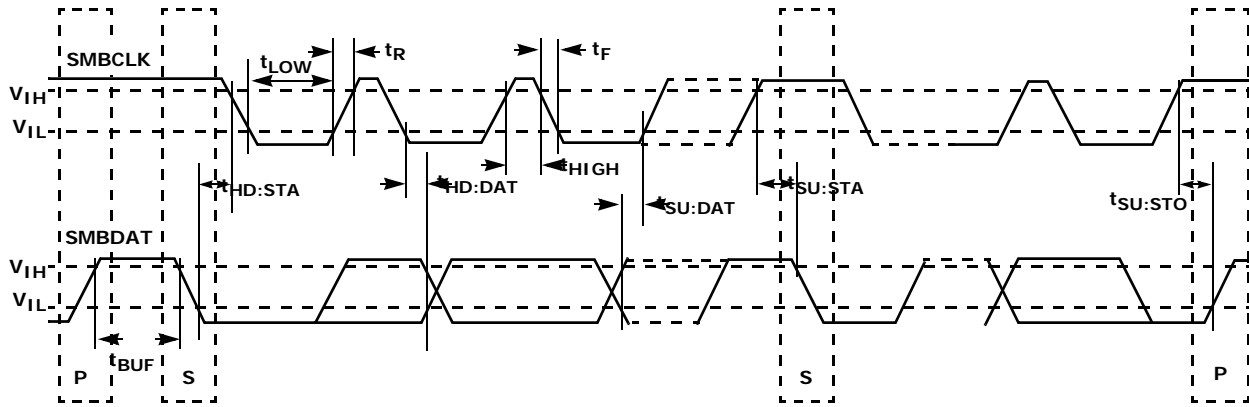 SMBCLK
tLOW
tR
tF
VIH
VIL
tHD:STA
tHD:DAT
tHIGH
tSU:DAT
tSU:STA
tSU:STO
SMBDAT
VIH
VIL
tBUF
P
S
S
P